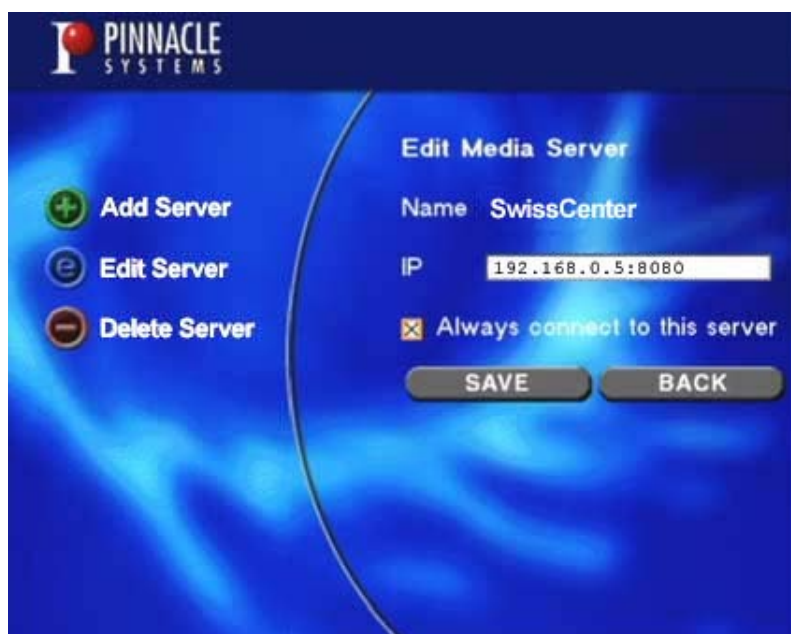 PINNACLE
SYSTEMS
Add Server
Edit Server
Delete Server
Edit Media Server
Name SwissCenter
IP 192.168.0.5:8080
Always connect to this server
SAVE BACK